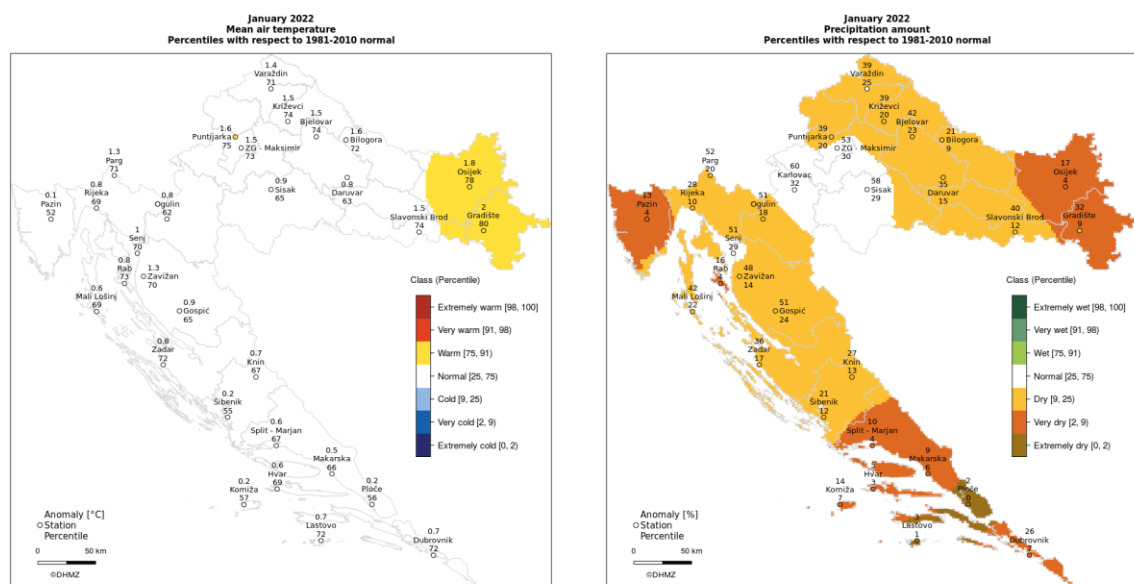 January 2022
Mean air temperature
Percentiles with respect to 1981-2010 normal
1.4
Varaždin
71
1.5
Križevci
74
1.5
Bjelovar
74
1.6
Puntijarka
75
1.5
ZG - Maksimir
73
1.6
Bilogora
72
1.3
Parg
71
1.8
Osijek
78
0.1
Pazin
52
0.8
Rijeka
69
0.8
Ogulin
62
0.9
Sisak
65
0.8
Daruvar
63
1.5
Slavonski Brod
74
2
Gradište
80
1
Senj
70
0.8
Rab
73
1.3
Zavižan
70
0.6
Mali Lošinj
69
0.9
Gospić
65
0.8
Zadar
72
0.7
Knin
67
0.2
Šibenik
55
0.6
Split - Marjan
67
0.5
Makarska
66
0.6
Hvar
69
0.2
Komiža
57
0.2
Ploče
56
0.7
Lastovo
72
0.7
Dubrovnik
72
Class (Percentile)
Extremely warm [98, 100]
Very warm [91, 98)
Warm [75, 91)
Normal [25, 75)
Cold [9, 25)
Very cold [2, 9)
Extremely cold [0, 2)
Anomaly [°C]
Station
Percentile
0 50 km
©DHMZ
January 2022
Precipitation amount
Percentiles with respect to 1981-2010 normal
39
Varaždin
25
39
Križevci
20
42
Bjelovar
23
39
Puntijarka
20
53
ZG - Maksimir
30
21
Bilogora
9
52
Parg
20
60
Karlovac
32
17
Osijek
4
13
Pazin
4
28
Rijeka
10
51
Ogulin
18
58
Sisak
29
35
Daruvar
15
40
Slavonski Brod
12
32
Gradište
9
51
Senj
29
16
Rab
4
48
Zavižan
14
42
Mali Lošinj
22
51
Gospić
24
36
Zadar
17
27
Knin
13
21
Šibenik
12
10
Split - Marjan
4
9
Makarska
6
Hvar
3
14
Komiža
7
2
Ploče
0
Lastovo
1
26
Dubrovnik
Class (Percentile)
Extremely wet [98, 100]
Very wet [91, 98)
Wet [75, 91)
Normal [25, 75)
Dry [9, 25)
Very dry [2, 9)
Extremely dry [0, 2)
Anomaly [%]
Station
Percentile
0 50 km
©DHMZ